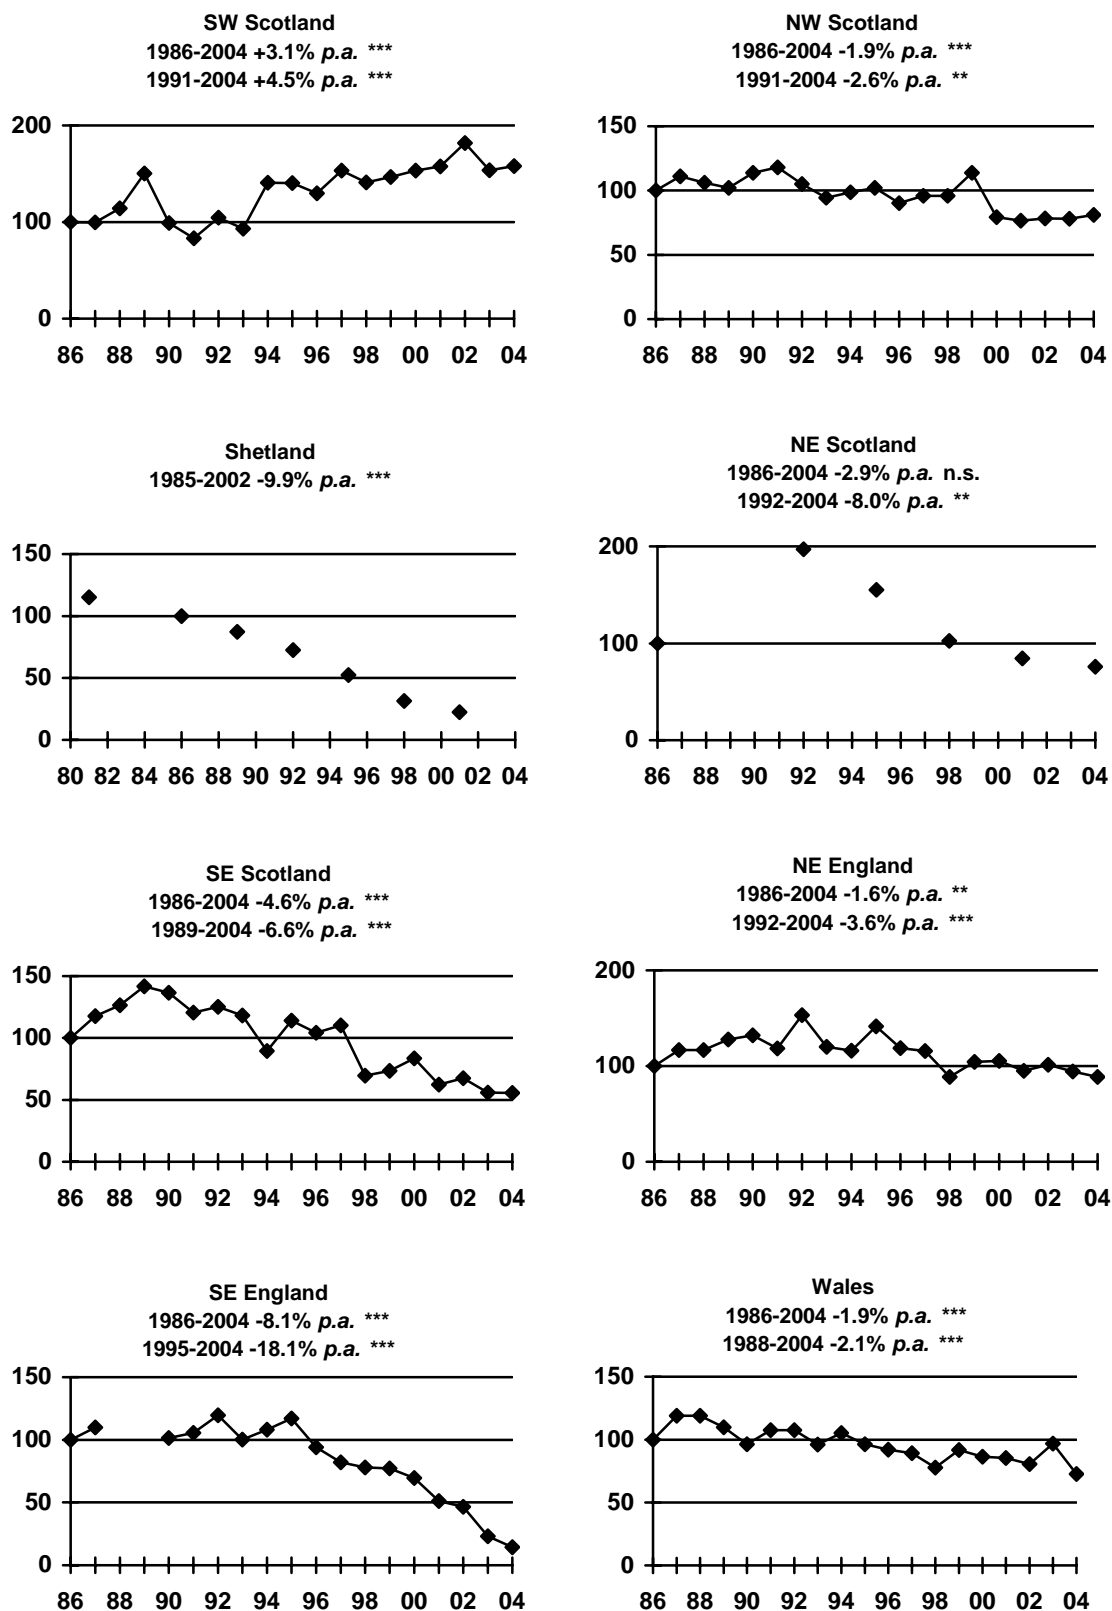 SW Scotland
1986-2004 +3.1% p.a. ***
1991-2004 +4.5% p.a. ***
200
100
0
86 88 90 92 94 96 98 00 02 04
NW Scotland
1986-2004 -1.9% p.a. ***
1991-2004 -2.6% p.a. **
150
100
50
0
86 88 90 92 94 96 98 00 02 04
Shetland
1985-2002 -9.9% p.a. ***
150
100
50
0
80 82 84 86 88 90 92 94 96 98 00 02 04
NE Scotland
1986-2004 -2.9% p.a. n.s.
1992-2004 -8.0% p.a. **
200
100
0
86 88 90 92 94 96 98 00 02 04
SE Scotland
1986-2004 -4.6% p.a. ***
1989-2004 -6.6% p.a. ***
150
100
50
0
86 88 90 92 94 96 98 00 02 04
NE England
1986-2004 -1.6% p.a. **
1992-2004 -3.6% p.a. ***
200
100
0
86 88 90 92 94 96 98 00 02 04
SE England
1986-2004 -8.1% p.a. ***
1995-2004 -18.1% p.a. ***
150
100
50
0
86 88 90 92 94 96 98 00 02 04
Wales
1986-2004 -1.9% p.a. ***
1988-2004 -2.1% p.a. ***
150
100
50
0
86 88 90 92 94 96 98 00 02 04